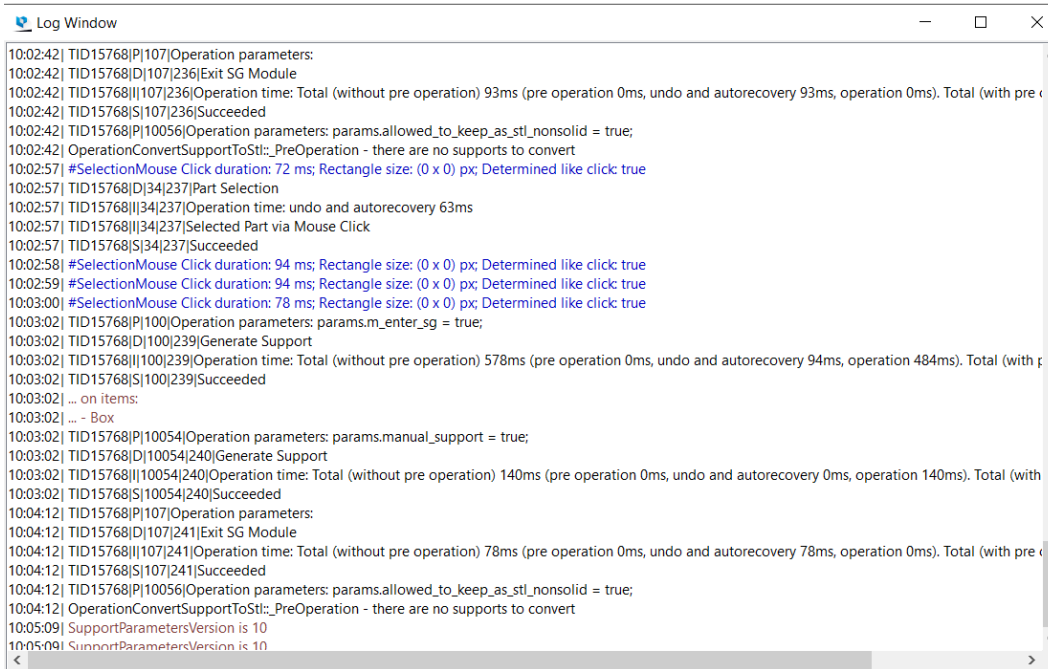 Log Window
10:02:42| TID15768|P|107|Operation parameters:
10:02:42| TID15768|D|107|236|Exit SG Module
10:02:42| TID15768|I|107|236|Operation time: Total (without pre operation) 93ms (pre operation 0ms, undo and autorecovery 93ms, operation 0ms). Total (with pre
10:02:42| TID15768|S|107|236|Succeeded
10:02:42| TID15768|P|10056|Operation parameters: params.allowed_to_keep_as_stl_nonsolid = true;
10:02:42| OperationConvertSupportToStl::_PreOperation - there are no supports to convert
10:02:57| #SelectionMouse Click duration: 72 ms; Rectangle size: (0 x 0) px; Determined like click: true
10:02:57| TID15768|D|34|237|Part Selection
10:02:57| TID15768|I|34|237|Operation time: undo and autorecovery 63ms
10:02:57| TID15768|I|34|237|Selected Part via Mouse Click
10:02:57| TID15768|S|34|237|Succeeded
10:02:58| #SelectionMouse Click duration: 94 ms; Rectangle size: (0 x 0) px; Determined like click: true
10:02:59| #SelectionMouse Click duration: 94 ms; Rectangle size: (0 x 0) px; Determined like click: true
10:03:00| #SelectionMouse Click duration: 78 ms; Rectangle size: (0 x 0) px; Determined like click: true
10:03:02| TID15768|P|100|Operation parameters: params.m_enter_sg = true;
10:03:02| TID15768|D|100|239|Generate Support
10:03:02| TID15768|I|100|239|Operation time: Total (without pre operation) 578ms (pre operation 0ms, undo and autorecovery 94ms, operation 484ms). Total (with
10:03:02| TID15768|S|100|239|Succeeded
10:03:02| ... on items:
10:03:02| ... - Box
10:03:02| TID15768|P|10054|Operation parameters: params.manual_support = true;
10:03:02| TID15768|D|10054|240|Generate Support
10:03:02| TID15768|I|10054|240|Operation time: Total (without pre operation) 140ms (pre operation 0ms, undo and autorecovery 0ms, operation 140ms). Total (with
10:03:02| TID15768|S|10054|240|Succeeded
10:04:12| TID15768|P|107|Operation parameters:
10:04:12| TID15768|D|107|241|Exit SG Module
10:04:12| TID15768|I|107|241|Operation time: Total (without pre operation) 78ms (pre operation 0ms, undo and autorecovery 78ms, operation 0ms). Total (with pre
10:04:12| TID15768|S|107|241|Succeeded
10:04:12| TID15768|P|10056|Operation parameters: params.allowed_to_keep_as_stl_nonsolid = true;
10:04:12| OperationConvertSupportToStl::_PreOperation - there are no supports to convert
10:05:09| SupportParametersVersion is 10
10:05:09| SupportParametersVersion is 10